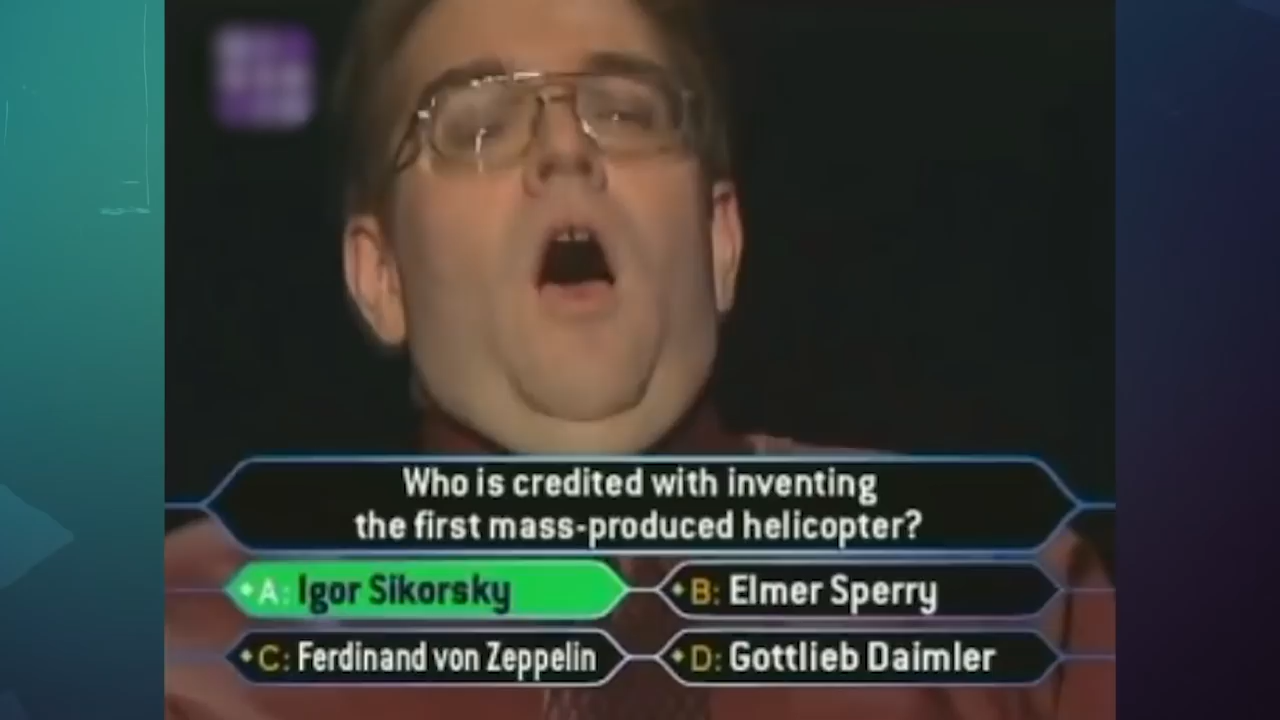 Who is credited with inventing
the first mass-produced helicopter?
A: Igor Sikorsky
B: Elmer Sperry
C: Ferdinand von Zeppelin
D: Gottlieb Daimler